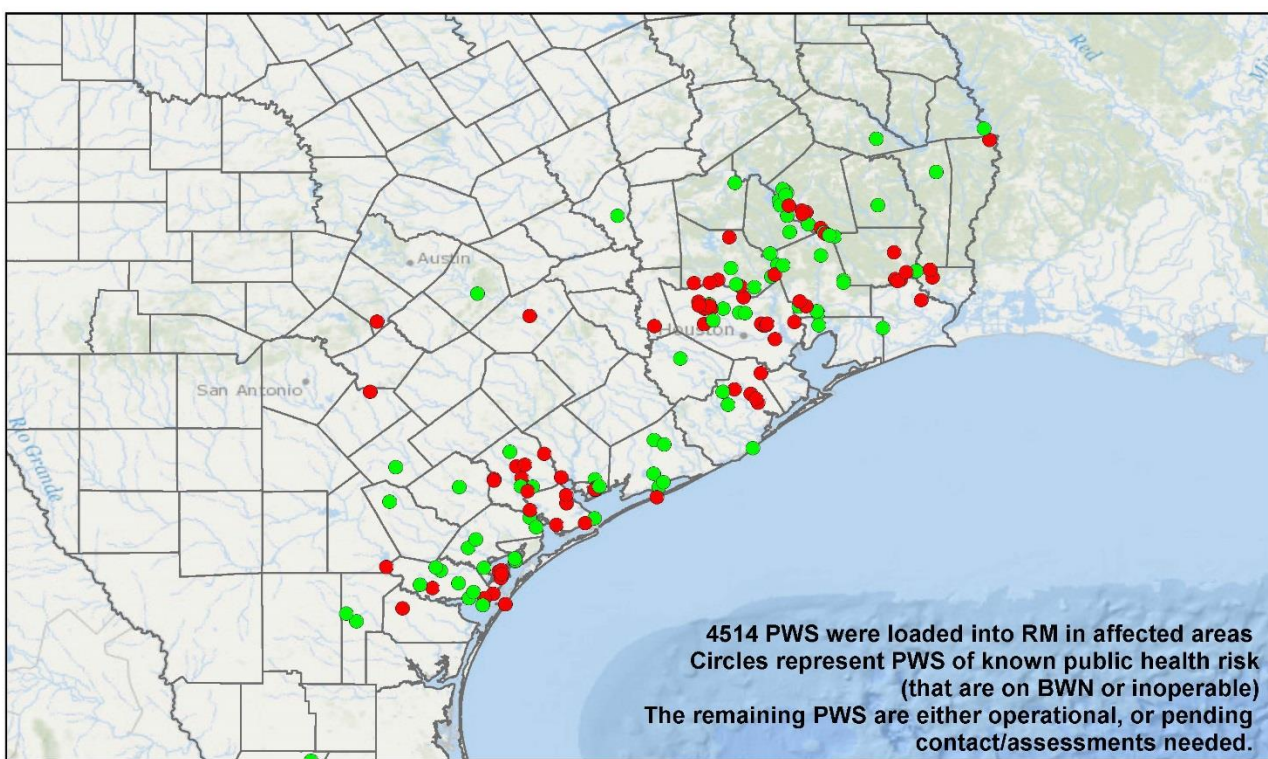 Red
Mi
Austin
Houston
San Antonio
Rio Grande
4514 PWS were loaded into RM in affected areas
Circles represent PWS of known public health risk
(that are on BWN or inoperable)
The remaining PWS are either operational, or pending
contact/assessments needed.